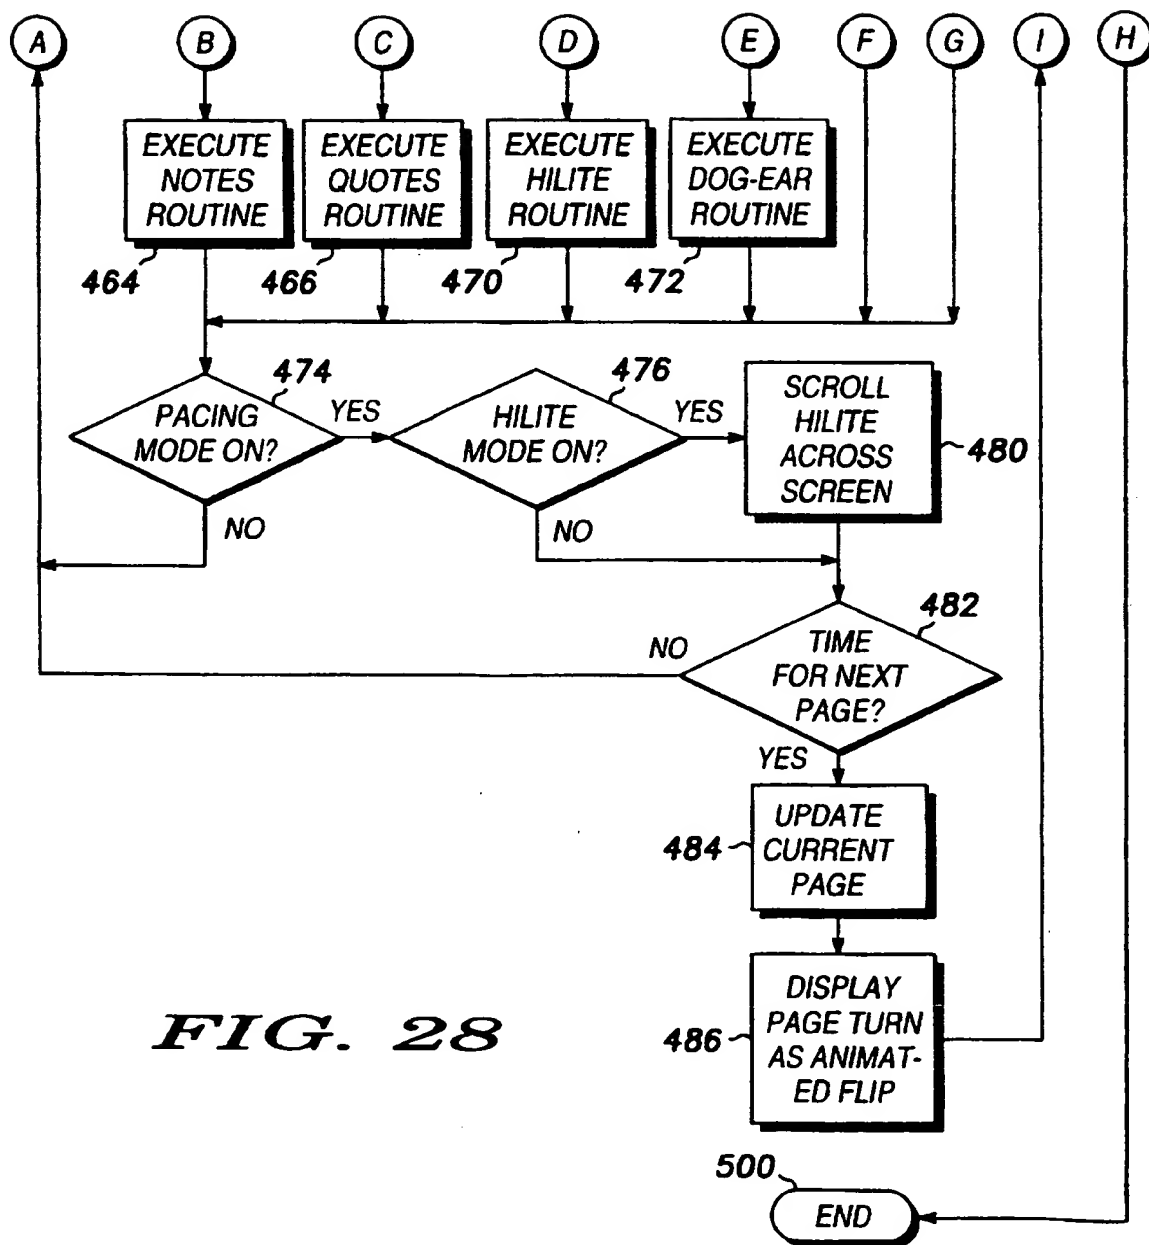 A B C D E F G I H
EXECUTE
NOTES
ROUTINE
464
EXECUTE
QUOTES
ROUTINE
466
EXECUTE
HILITE
ROUTINE
470
EXECUTE
DOG-EAR
ROUTINE
472
PACING
MODE ON?
474
YES
NO
HILITE
MODE ON?
476
YES
NO
SCROLL
HILITE
ACROSS
SCREEN
480
TIME
FOR NEXT
PAGE?
482
NO
YES
UPDATE
CURRENT
PAGE
484
DISPLAY
PAGE TURN
AS ANIMAT-
ED FLIP
486
FIG. 28
500
END